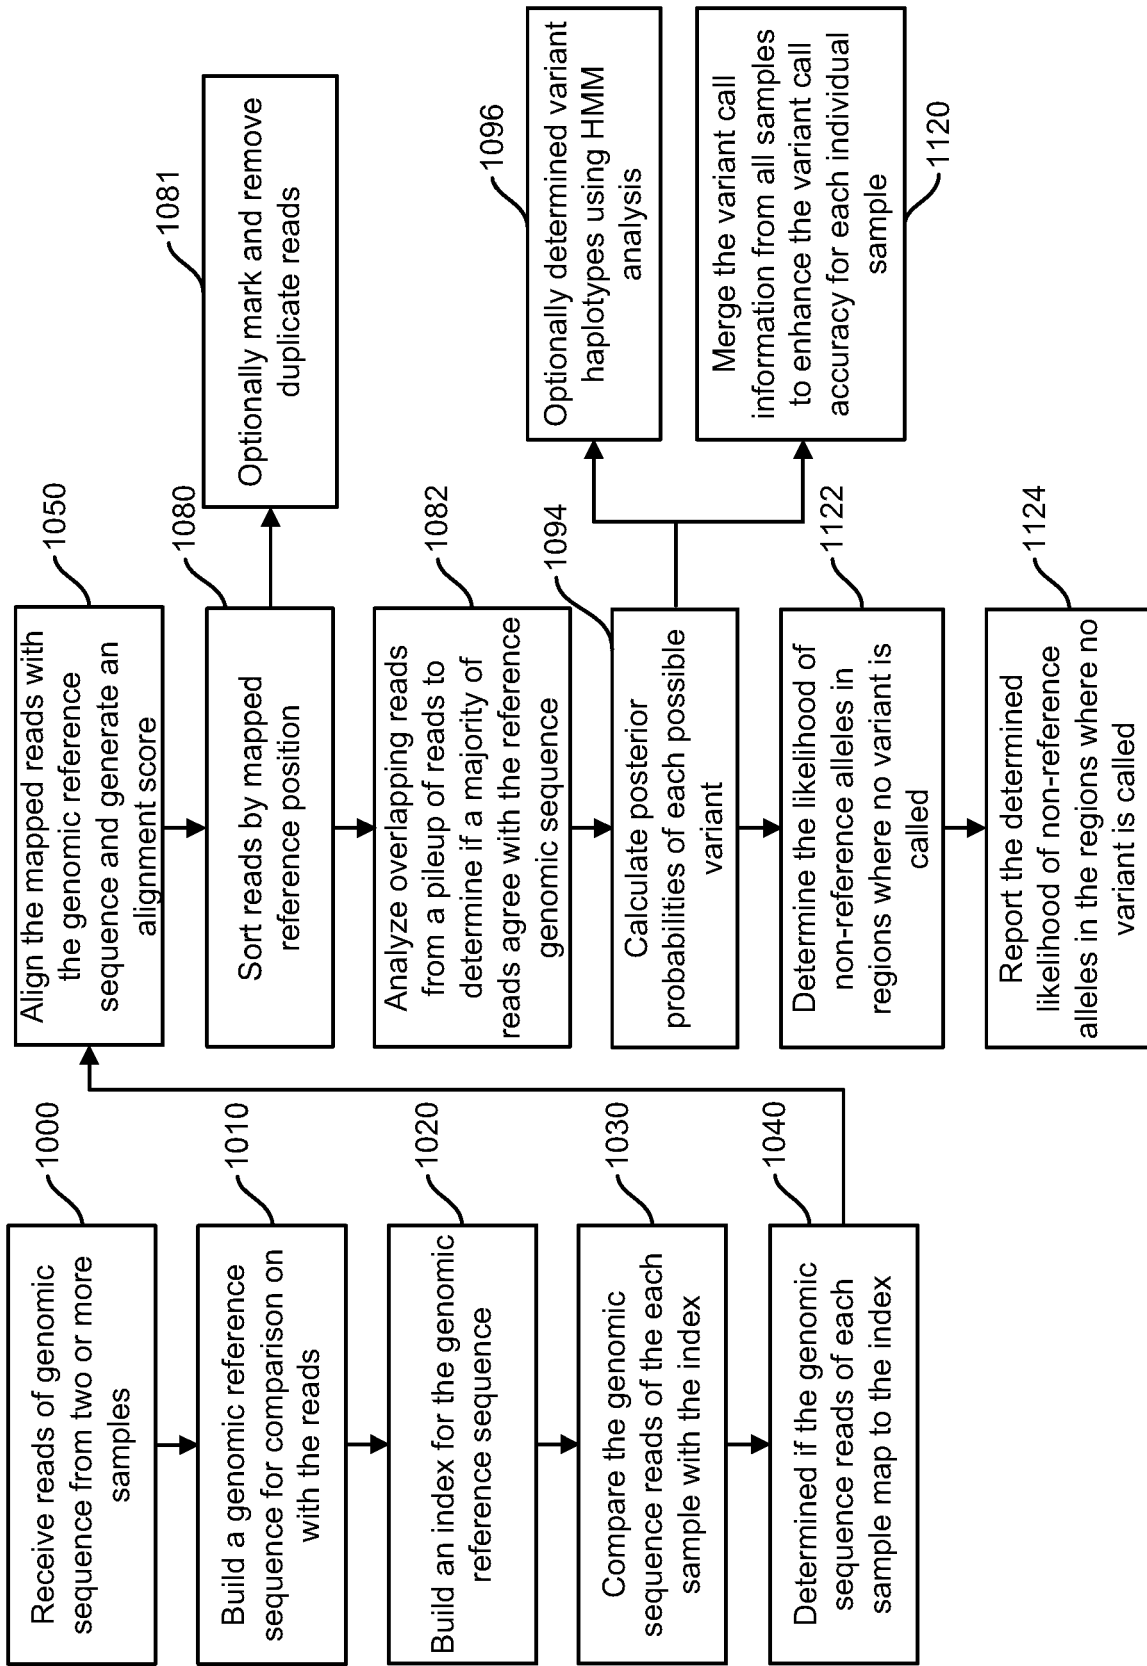 Receive reads of genomic
sequence from two or more
samples
1000
Build a genomic reference
sequence for comparison on
with the reads
1010
Build an index for the genomic
reference sequence
1020
Compare the genomic
sequence reads of the each
sample with the index
1030
Determined if the genomic
sequence reads of each
sample map to the index
1040
Align the mapped reads with
the genomic reference
sequence and generate an
alignment score
1050
Sort reads by mapped
reference position
1080
Optionally mark and remove
duplicate reads
1081
Analyze overlapping reads
from a pileup of reads to
determine if a majority of
reads agree with the reference
genomic sequence
1082
Calculate posterior
probabilities of each possible
variant
1094
Optionally determined variant
haplotypes using HMM
analysis
1096
Merge the variant call
information from all samples
to enhance the variant call
accuracy for each individual
sample
1120
Determine the likelihood of
non-reference alleles in
regions where no variant is
called
1122
Report the determined
likelihood of non-reference
alleles in the regions where no
variant is called
1124